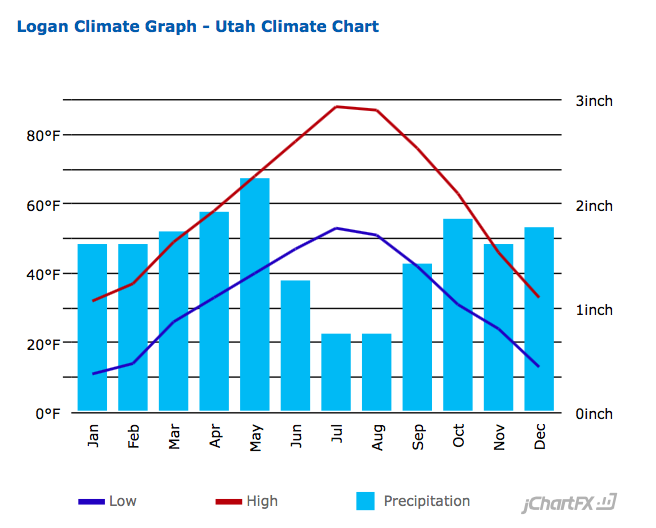 Logan Climate Graph - Utah Climate Chart
3inch
80°F
60°F
2inch
40°F
1inch
20°F
0°F
0inch
Jan Feb Mar Apr May Jun Jul Aug Sep Oct Nov Dec
Low High Precipitation
jChartFX